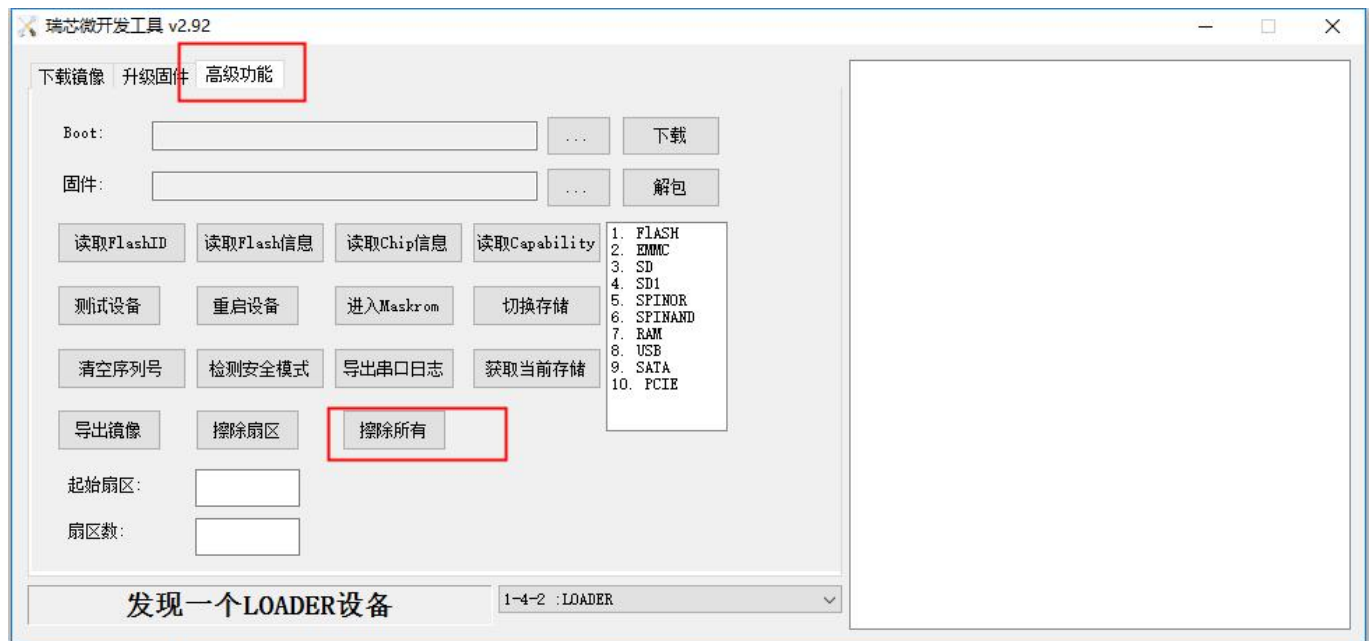 瑞芯微开发工具 v2.92
下载镜像 升级固件 高级功能
Boot: ... 下载
固件: ... 解包
读取FlashID 读取Flash信息 读取Chip信息 读取Capability
测试设备 重启设备 进入Maskrom 切换存储
清空序列号 检测安全模式 导出串口日志 获取当前存储
导出镜像 擦除扇区 擦除所有
1. FlASH
2. EMMC
3. SD
4. SD1
5. SPINOR
6. SPINAND
7. RAM
8. USB
9. SATA
10. PCIE
起始扇区:
扇区数:
发现一个LOADER设备 1-4-2 :LOADER